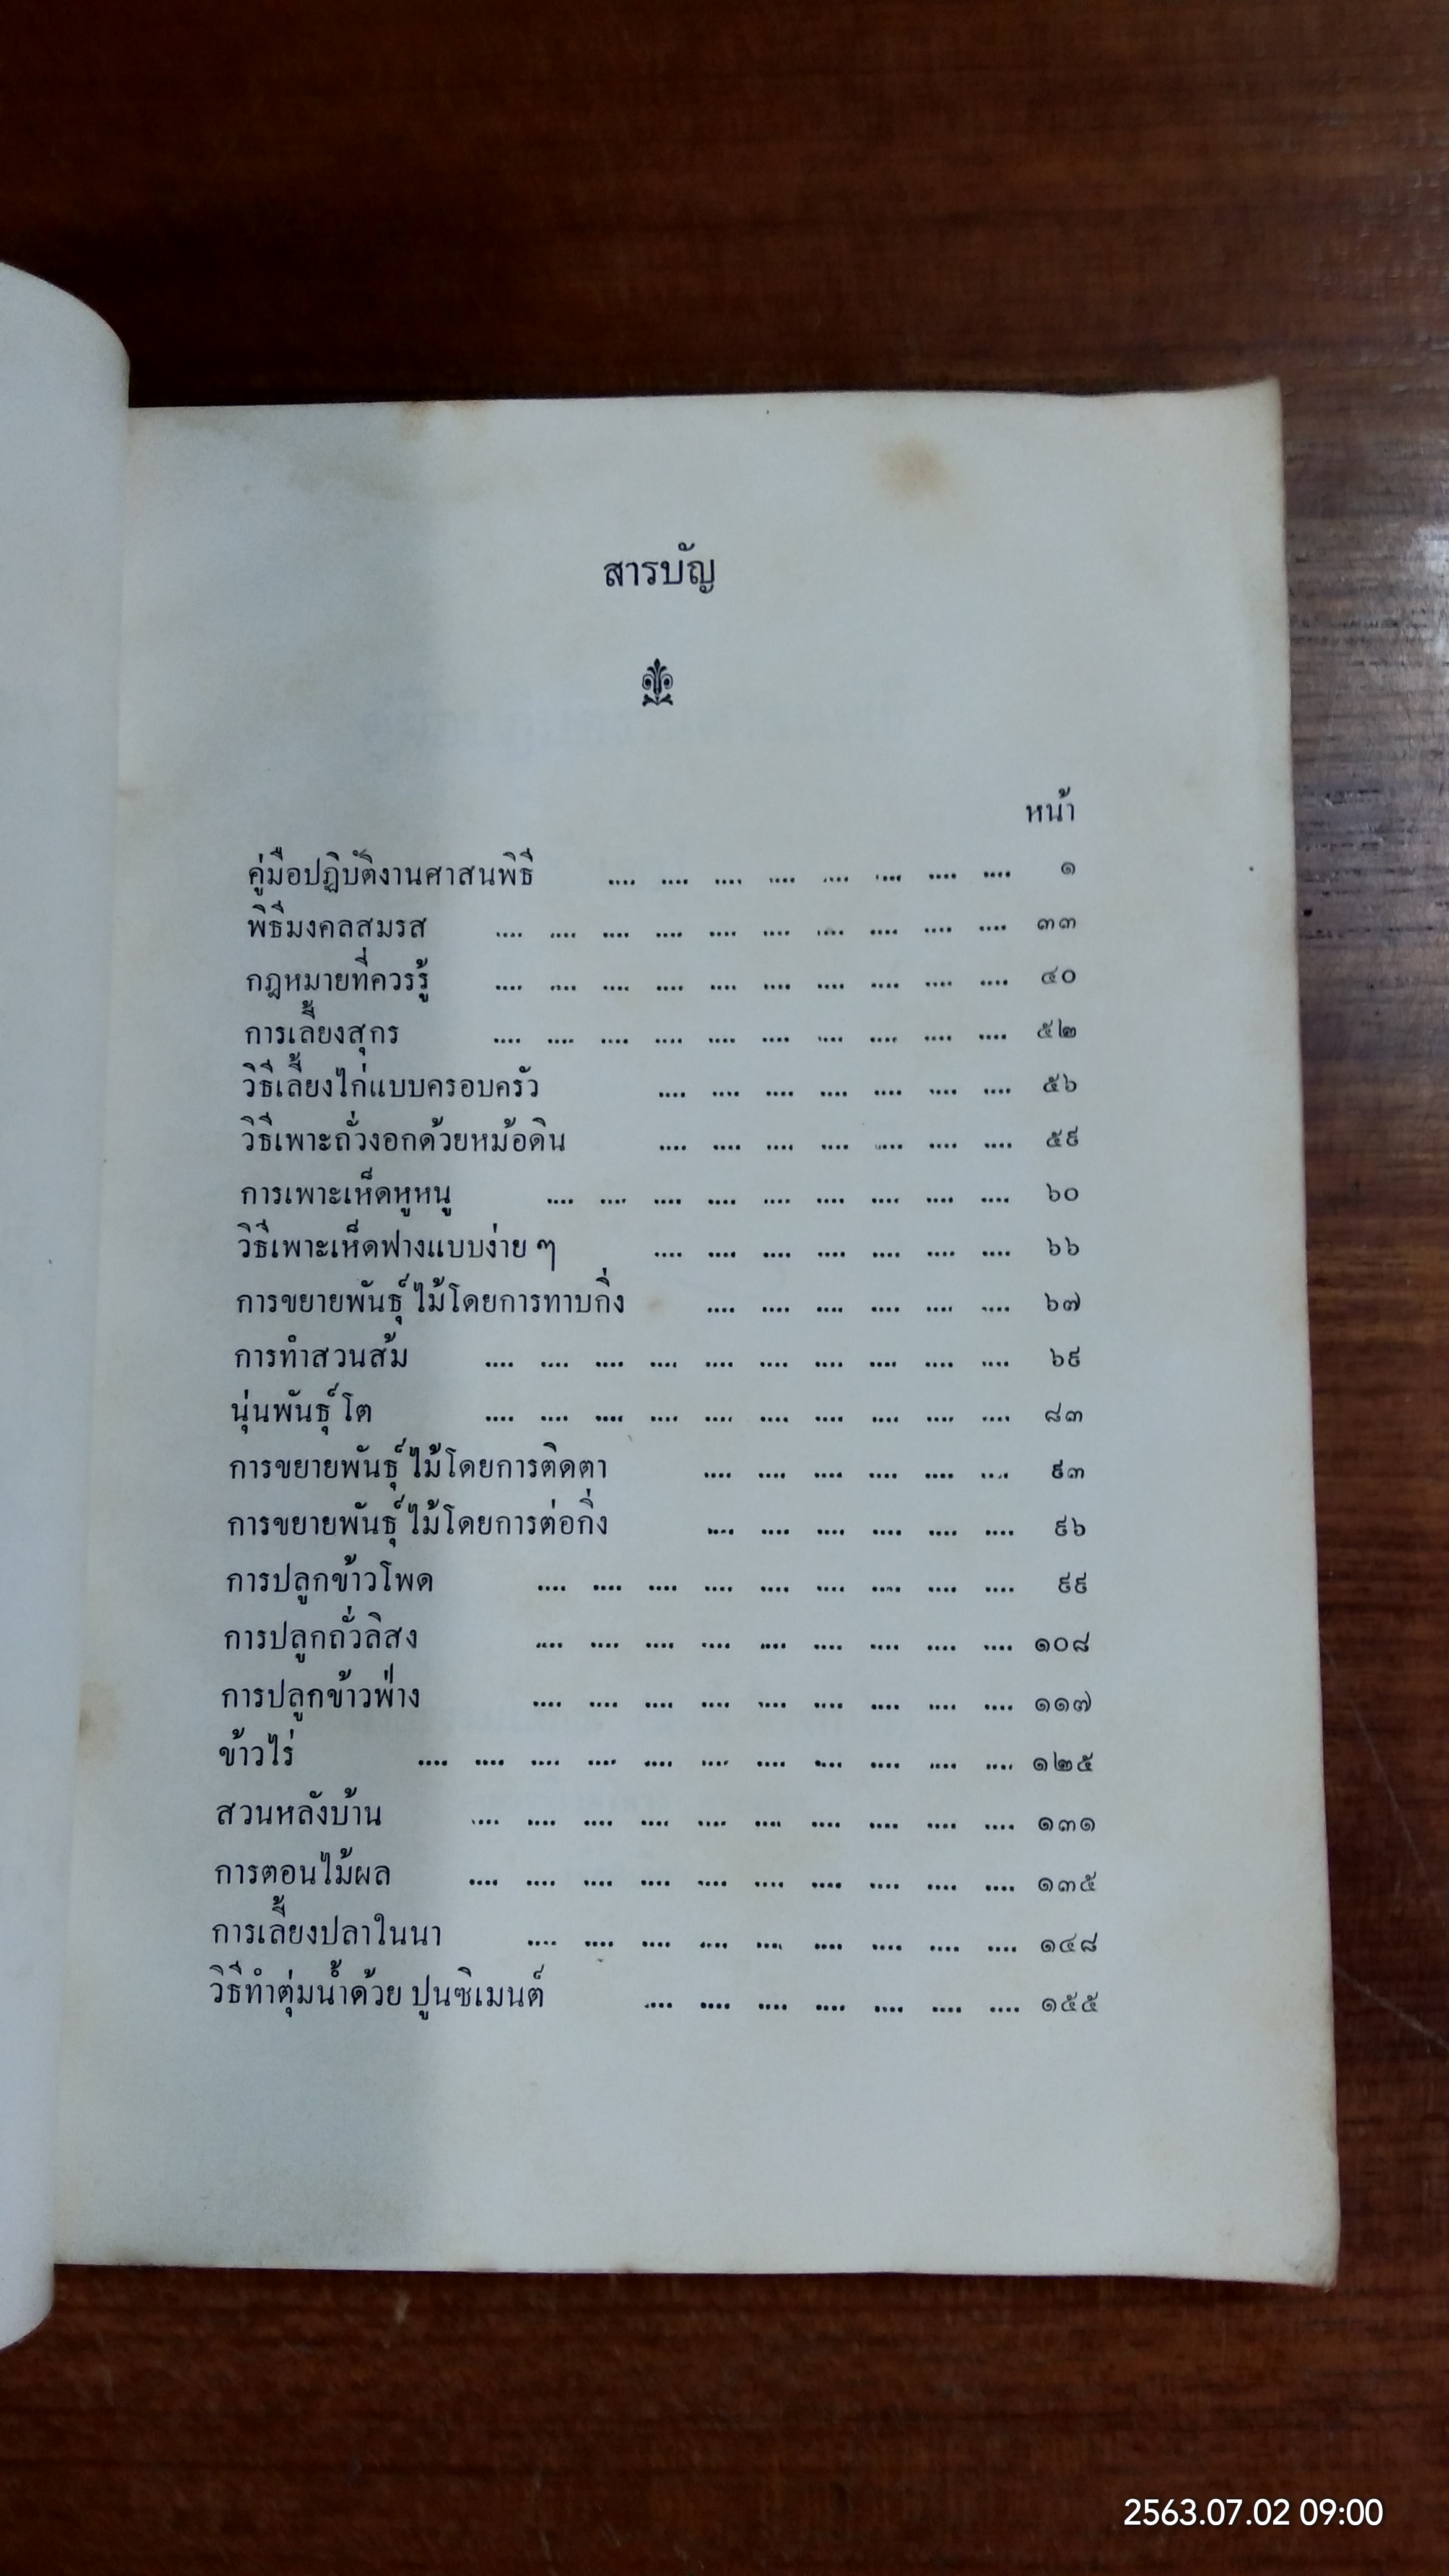 สารบัญ
หน้า
คู่มือปฏิบัติงานศาสนพิธี .... .... .... .... .... .... .... .... ๑
พิธีมงคลสมรส .... .... .... .... .... .... .... .... .... .... ๓๓
กฎหมายที่ควรรู้ .... .... .... .... .... .... .... .... .... .... ๔๐
การเลี้ยงสุกร .... .... .... .... .... .... .... .... .... .... ๕๒
วิธีเลี้ยงไก่แบบครอบครัว .... .... .... .... .... .... .... ๕๖
วิธีเพาะถั่วงอกด้วยหม้อดิน .... .... .... .... .... .... .... ๕๙
การเพาะเห็ดหูหนู .... .... .... .... .... .... .... .... .... ๖๐
วิธีเพาะเห็ดฟางแบบง่าย ๆ .... .... .... .... .... .... .... ๖๖
การขยายพันธุ์ไม้โดยการทาบกิ่ง .... .... .... .... .... .... ๖๗
การทำสวนส้ม .... .... .... .... .... .... .... .... .... .... ๖๙
นุ่นพันธุ์โต .... .... .... .... .... .... .... .... .... .... ๘๓
การขยายพันธุ์ไม้โดยการติดตา .... .... .... .... .... .... ๙๓
การขยายพันธุ์ไม้โดยการต่อกิ่ง .... .... .... .... .... .... ๙๖
การปลูกข้าวโพด .... .... .... .... .... .... .... .... .... ๙๙
การปลูกถั่วลิสง .... .... .... .... .... .... .... .... .... ๑๐๘
การปลูกข้าวฟ่าง .... .... .... .... .... .... .... .... .... ๑๑๗
ข้าวไร่ .... .... .... .... .... .... .... .... .... .... .... ๑๒๕
สวนหลังบ้าน .... .... .... .... .... .... .... .... .... .... ๑๓๑
การตอนไม้ผล .... .... .... .... .... .... .... .... .... .... ๑๓๕
การเลี้ยงปลาในนา .... .... .... .... .... .... .... .... .... ๑๔๘
วิธีทำตุ่มน้ำด้วย ปูนซิเมนต์ .... .... .... .... .... .... .... ๑๕๕
2563.07.02 09:00